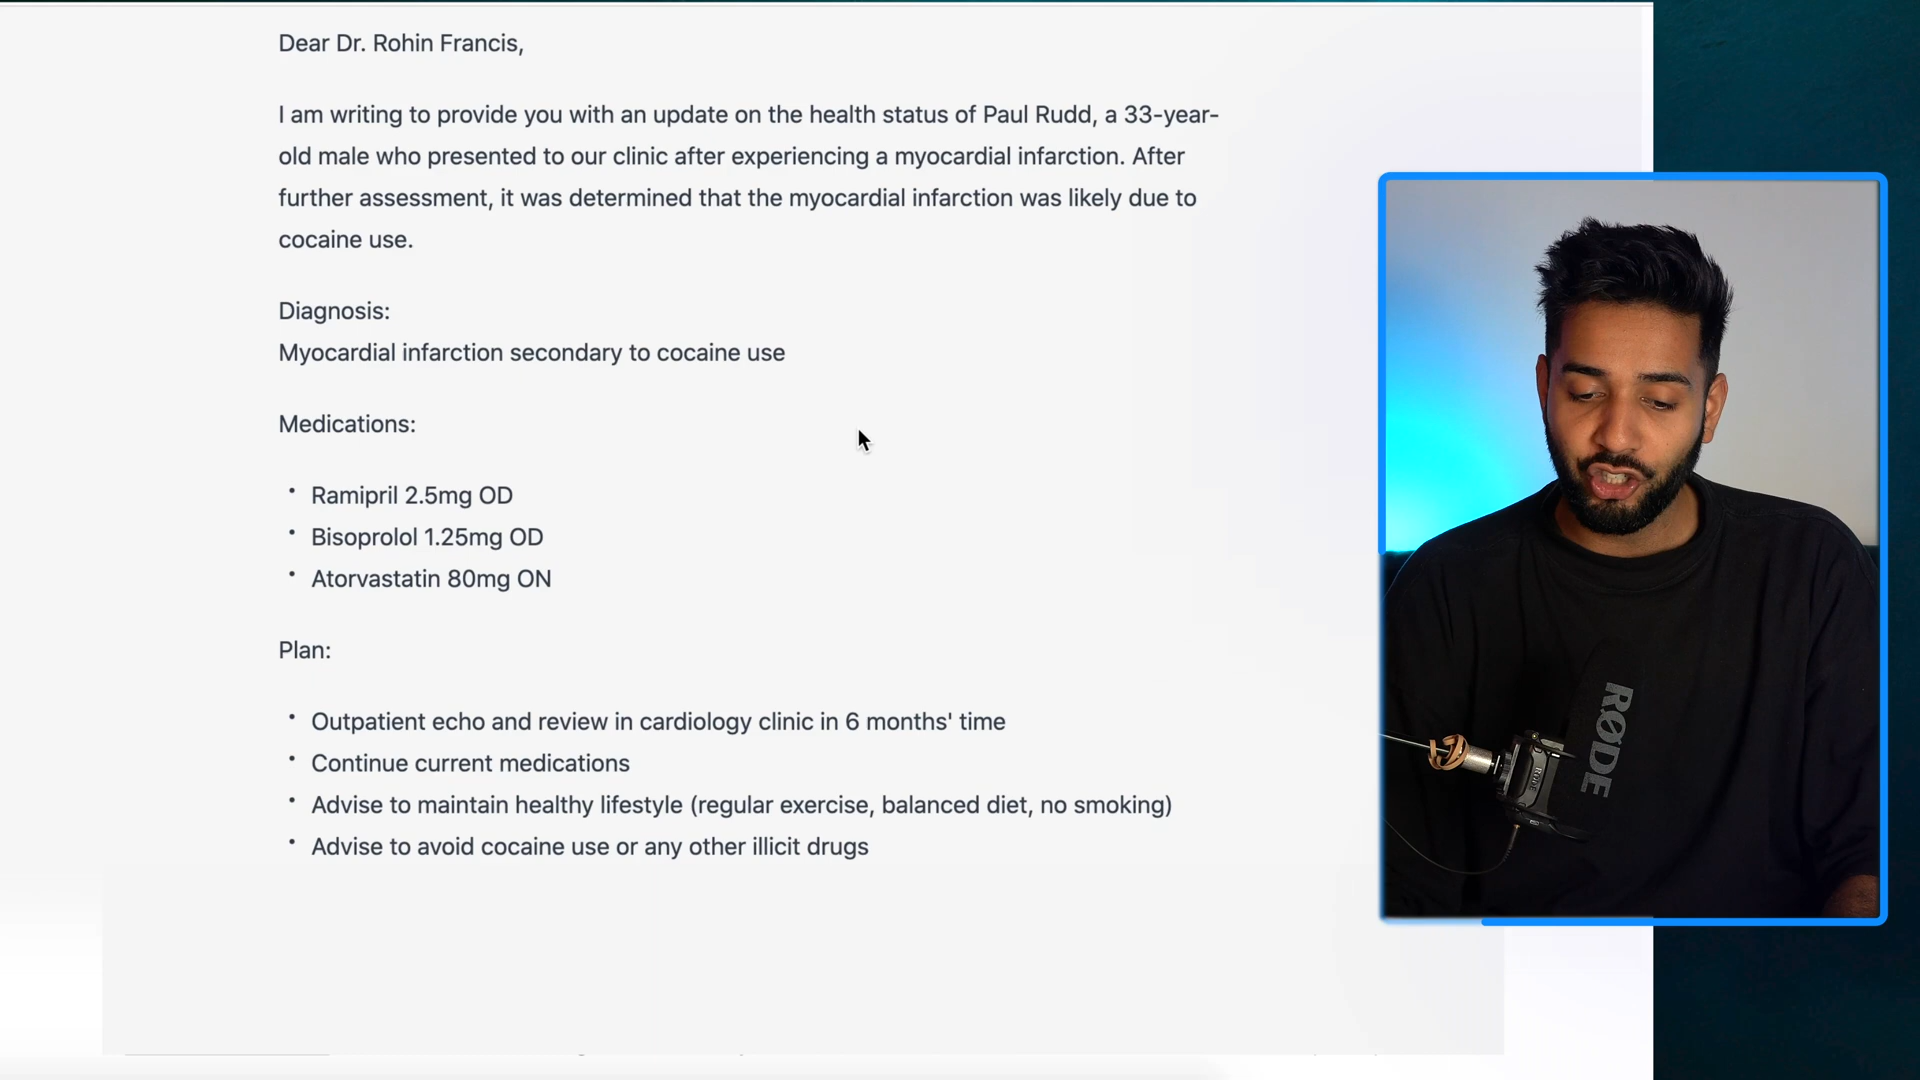 Dear Dr. Rohin Francis,
I am writing to provide you with an update on the health status of Paul Rudd, a 33-year-
old male who presented to our clinic after experiencing a myocardial infarction. After
further assessment, it was determined that the myocardial infarction was likely due to
cocaine use.
Diagnosis:
Myocardial infarction secondary to cocaine use
Medications:
• Ramipril 2.5mg OD
• Bisoprolol 1.25mg OD
• Atorvastatin 80mg ON
Plan:
• Outpatient echo and review in cardiology clinic in 6 months' time
• Continue current medications
• Advise to maintain healthy lifestyle (regular exercise, balanced diet, no smoking)
• Advise to avoid cocaine use or any other illicit drugs
RØDE